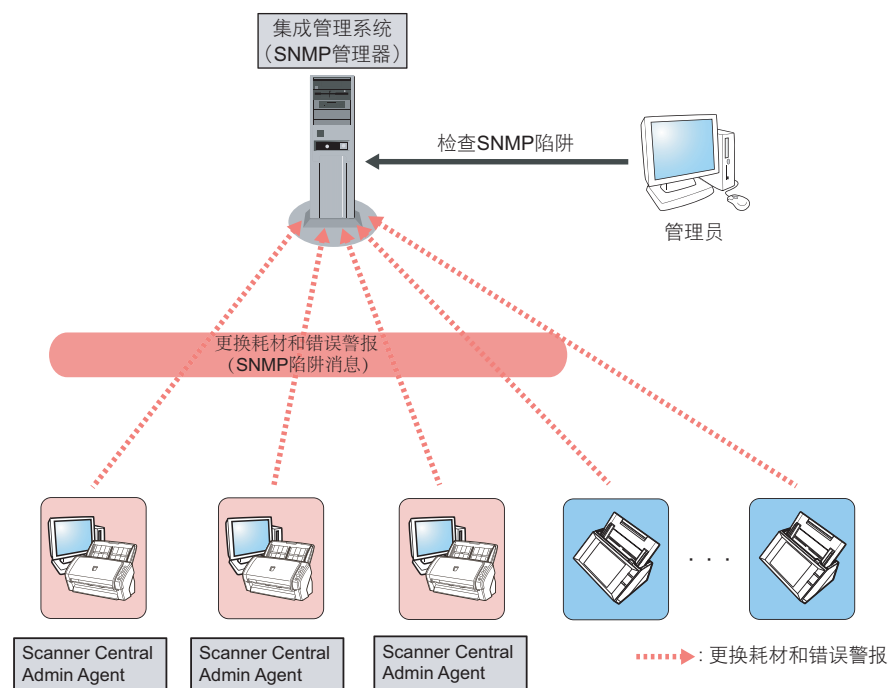 集成管理系统
（SNMP管理器）
检查SNMP陷阱
管理员
更换耗材和错误警报
（SNMP陷阱消息）
. . .
Scanner Central
Admin Agent
Scanner Central
Admin Agent
Scanner Central
Admin Agent
: 更换耗材和错误警报